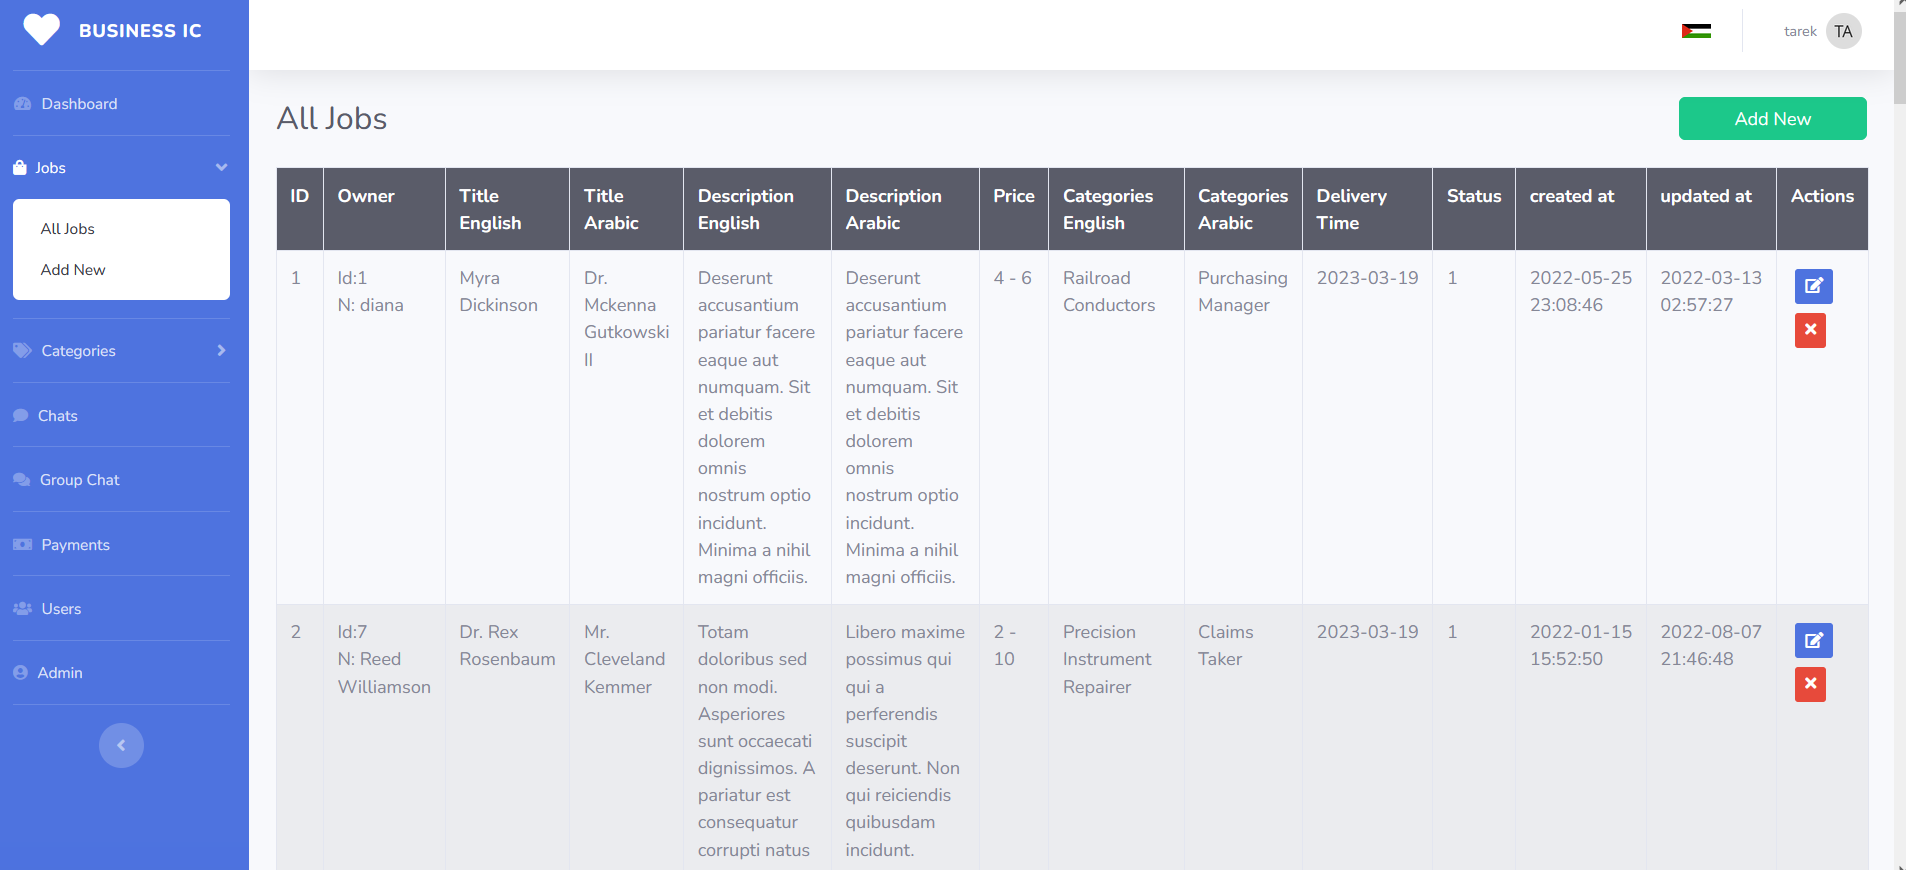 BUSINESS IC
tarek
TA
Dashboard
Jobs
All Jobs
Add New
Categories
Chats
Group Chat
Payments
Users
Admin
All Jobs
Add New
ID
Owner
Title
English
Title
Arabic
Description
English
Description
Arabic
Price
Categories
English
Categories
Arabic
Delivery
Time
Status
created at
updated at
Actions
1
Id:1
N: diana
Myra
Dickinson
Dr.
Mckenna
Gutkowski
II
Deserunt
accusantium
pariatur facere
eaque aut
numquam. Sit
et debitis
dolorem
omnis
nostrum optio
incidunt.
Minima a nihil
magni officiis.
Deserunt
accusantium
pariatur facere
eaque aut
numquam. Sit
et debitis
dolorem
omnis
nostrum optio
incidunt.
Minima a nihil
magni officiis.
4 - 6
Railroad
Conductors
Purchasing
Manager
2023-03-19
1
2022-05-25
23:08:46
2022-03-13
02:57:27
2
Id:7
N: Reed
Williamson
Dr. Rex
Rosenbaum
Mr.
Cleveland
Kemmer
Totam
doloribus sed
non modi.
Asperiores
sunt occaecati
dignissimos. A
pariatur est
consequatur
corrupti natus
Libero maxime
possimus qui
qui a
perferendis
suscipit
deserunt. Non
qui reiciendis
quibusdam
incidunt.
2 -
10
Precision
Instrument
Repairer
Claims
Taker
2023-03-19
1
2022-01-15
15:52:50
2022-08-07
21:46:48